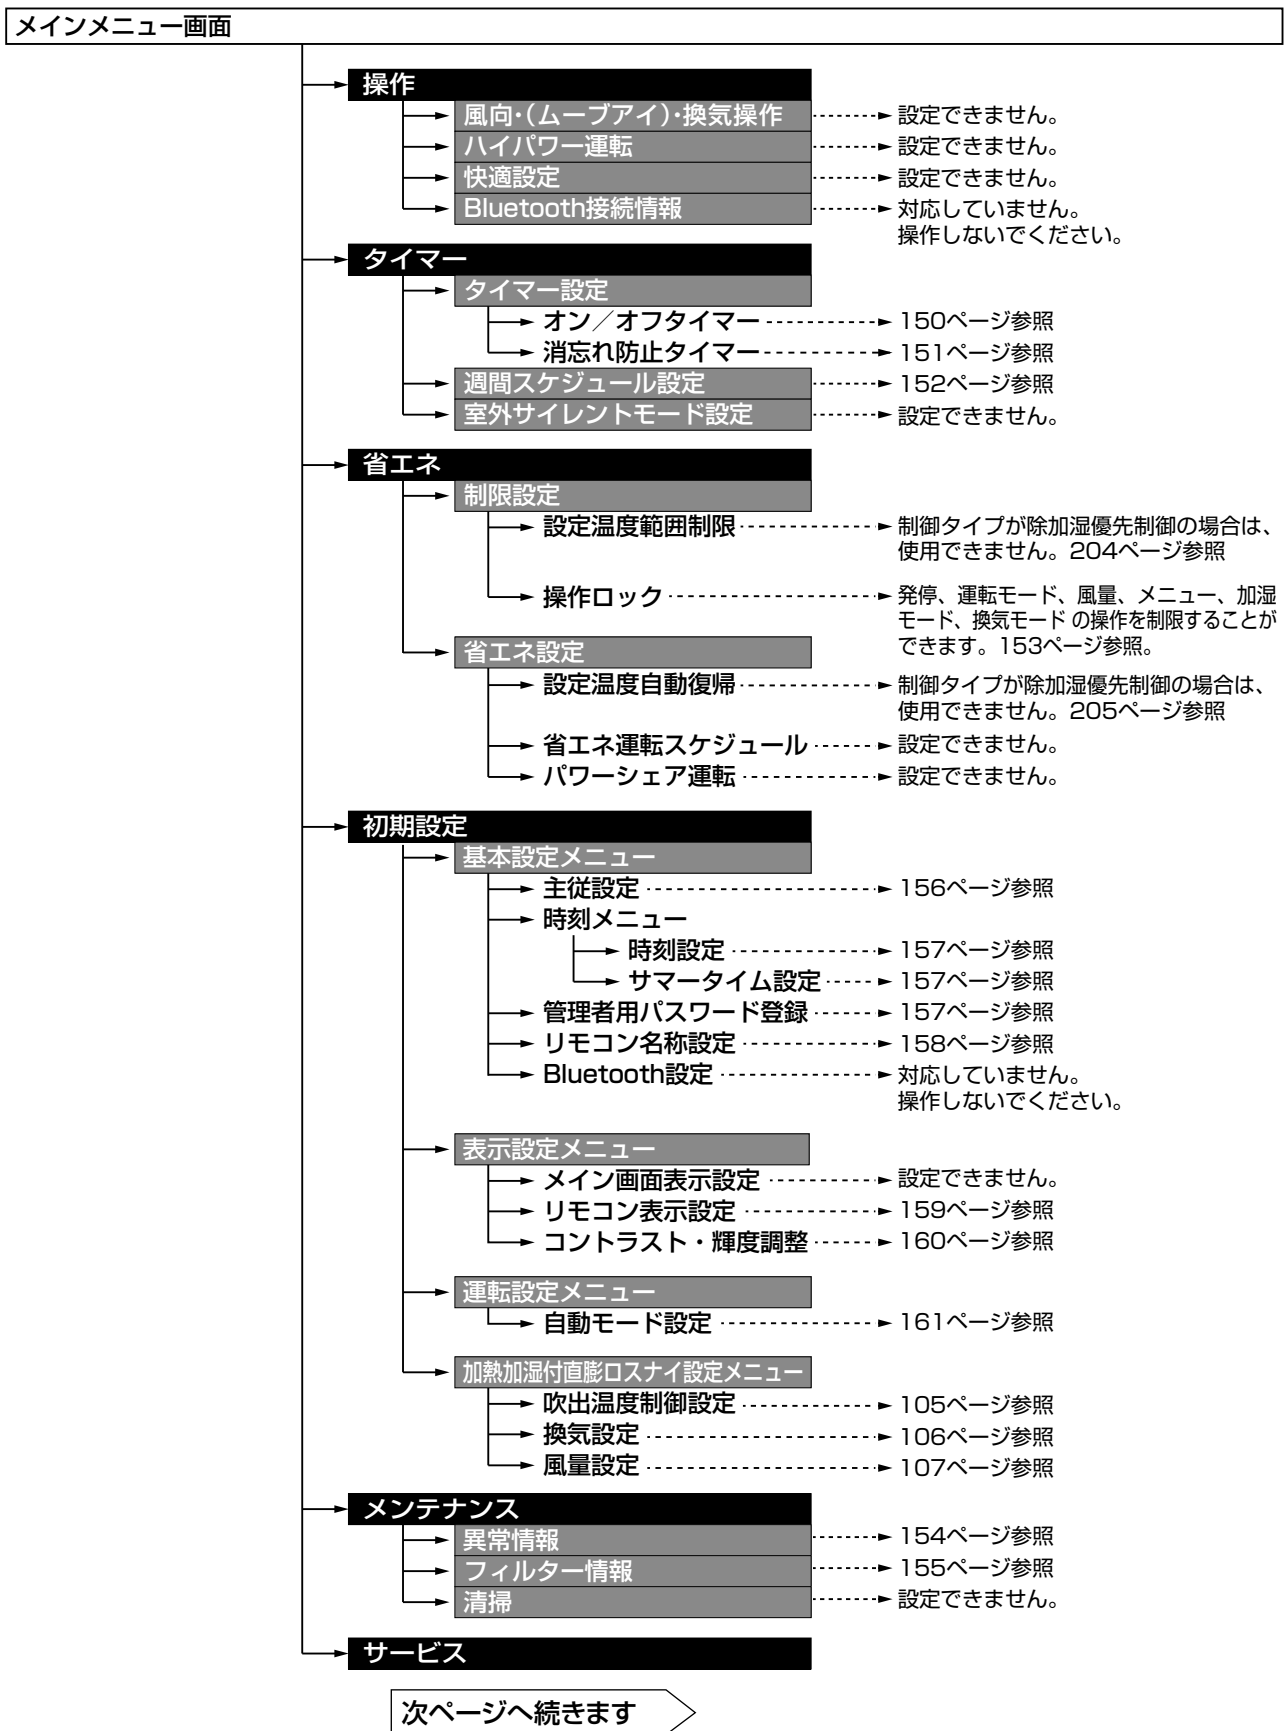 メインメニュー画面
操作
風向・(ムーブアイ)・換気操作 設定できません。
ハイパワー運転 設定できません。
快適設定 設定できません。
Bluetooth接続情報 対応していません。
操作しないでください。
タイマー
タイマー設定
オン／オフタイマー 150ページ参照
消忘れ防止タイマー 151ページ参照
週間スケジュール設定 152ページ参照
室外サイレントモード設定 設定できません。
省エネ
制限設定
設定温度範囲制限 制御タイプが除加湿優先制御の場合は、
使用できません。204ページ参照
操作ロック 発停、運転モード、風量、メニュー、加湿
モード、換気モード の操作を制限することが
できます。153ページ参照。
省エネ設定
設定温度自動復帰 制御タイプが除加湿優先制御の場合は、
使用できません。205ページ参照
省エネ運転スケジュール 設定できません。
パワーシェア運転 設定できません。
初期設定
基本設定メニュー
主従設定 156ページ参照
時刻メニュー
時刻設定 157ページ参照
サマータイム設定 157ページ参照
管理者用パスワード登録 157ページ参照
リモコン名称設定 158ページ参照
Bluetooth設定 対応していません。
操作しないでください。
表示設定メニュー
メイン画面表示設定 設定できません。
リモコン表示設定 159ページ参照
コントラスト・輝度調整 160ページ参照
運転設定メニュー
自動モード設定 161ページ参照
加熱加湿付直膨ロスナイ設定メニュー
吹出温度制御設定 105ページ参照
換気設定 106ページ参照
風量設定 107ページ参照
メンテナンス
異常情報 154ページ参照
フィルター情報 155ページ参照
清掃 設定できません。
サービス
次ページへ続きます